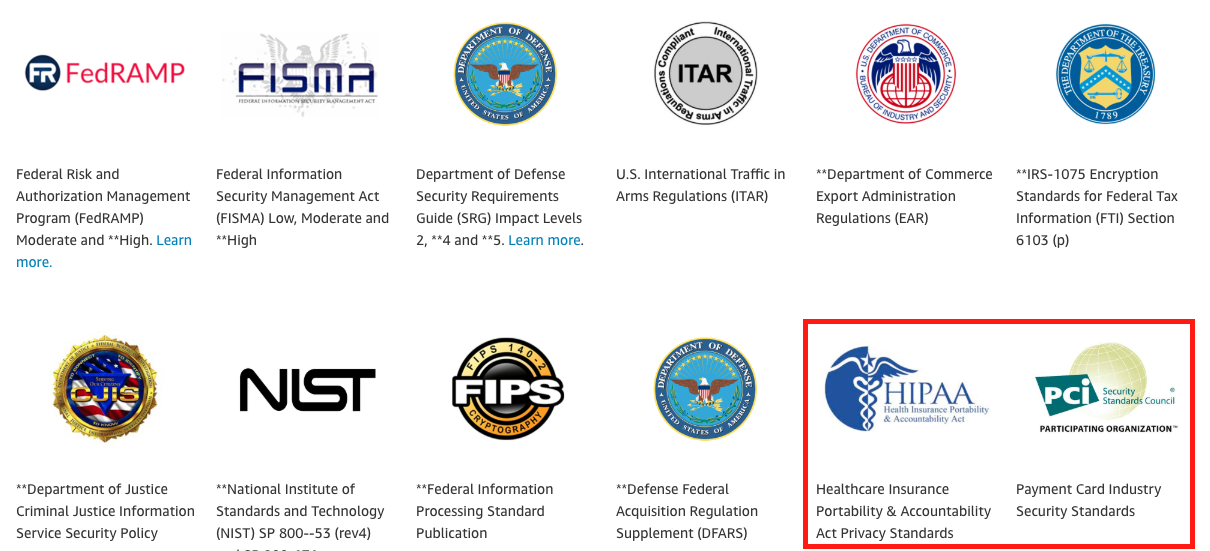 FR FedRAMP
FISMA
FEDERAL INFORMATION SECURITY MANAGEMENT ACT
DEPARTMENT OF DEFENSE
UNITED STATES OF AMERICA
International Traffic in Arms Regulations Compliant
ITAR
U.S. DEPARTMENT OF COMMERCE
BUREAU OF INDUSTRY AND SECURITY
THE DEPARTMENT OF THE TREASURY
1789
Federal Risk and
Authorization Management
Program (FedRAMP)
Moderate and **High. Learn
more.
Federal Information
Security Management Act
(FISMA) Low, Moderate and
**High
Department of Defense
Security Requirements
Guide (SRG) Impact Levels
2, **4 and **5. Learn more.
U.S. International Traffic in
Arms Regulations (ITAR)
**Department of Commerce
Export Administration
Regulations (EAR)
**IRS-1075 Encryption
Standards for Federal Tax
Information (FTI) Section
6103 (p)
CJIS
NIST
FIPS 140-2
FIPS
CRYPTOGRAPHY
DEPARTMENT OF DEFENSE
UNITED STATES OF AMERICA
HIPAA
Health Insurance Portability
& Accountability Act
PCI Security
Standards Council
®
PARTICIPATING ORGANIZATION™
**Department of Justice
Criminal Justice Information
Service Security Policy
**National Institute of
Standards and Technology
(NIST) SP 800--53 (rev4)
**Federal Information
Processing Standard
Publication
**Defense Federal
Acquisition Regulation
Supplement (DFARS)
Healthcare Insurance
Portability & Accountability
Act Privacy Standards
Payment Card Industry
Security Standards